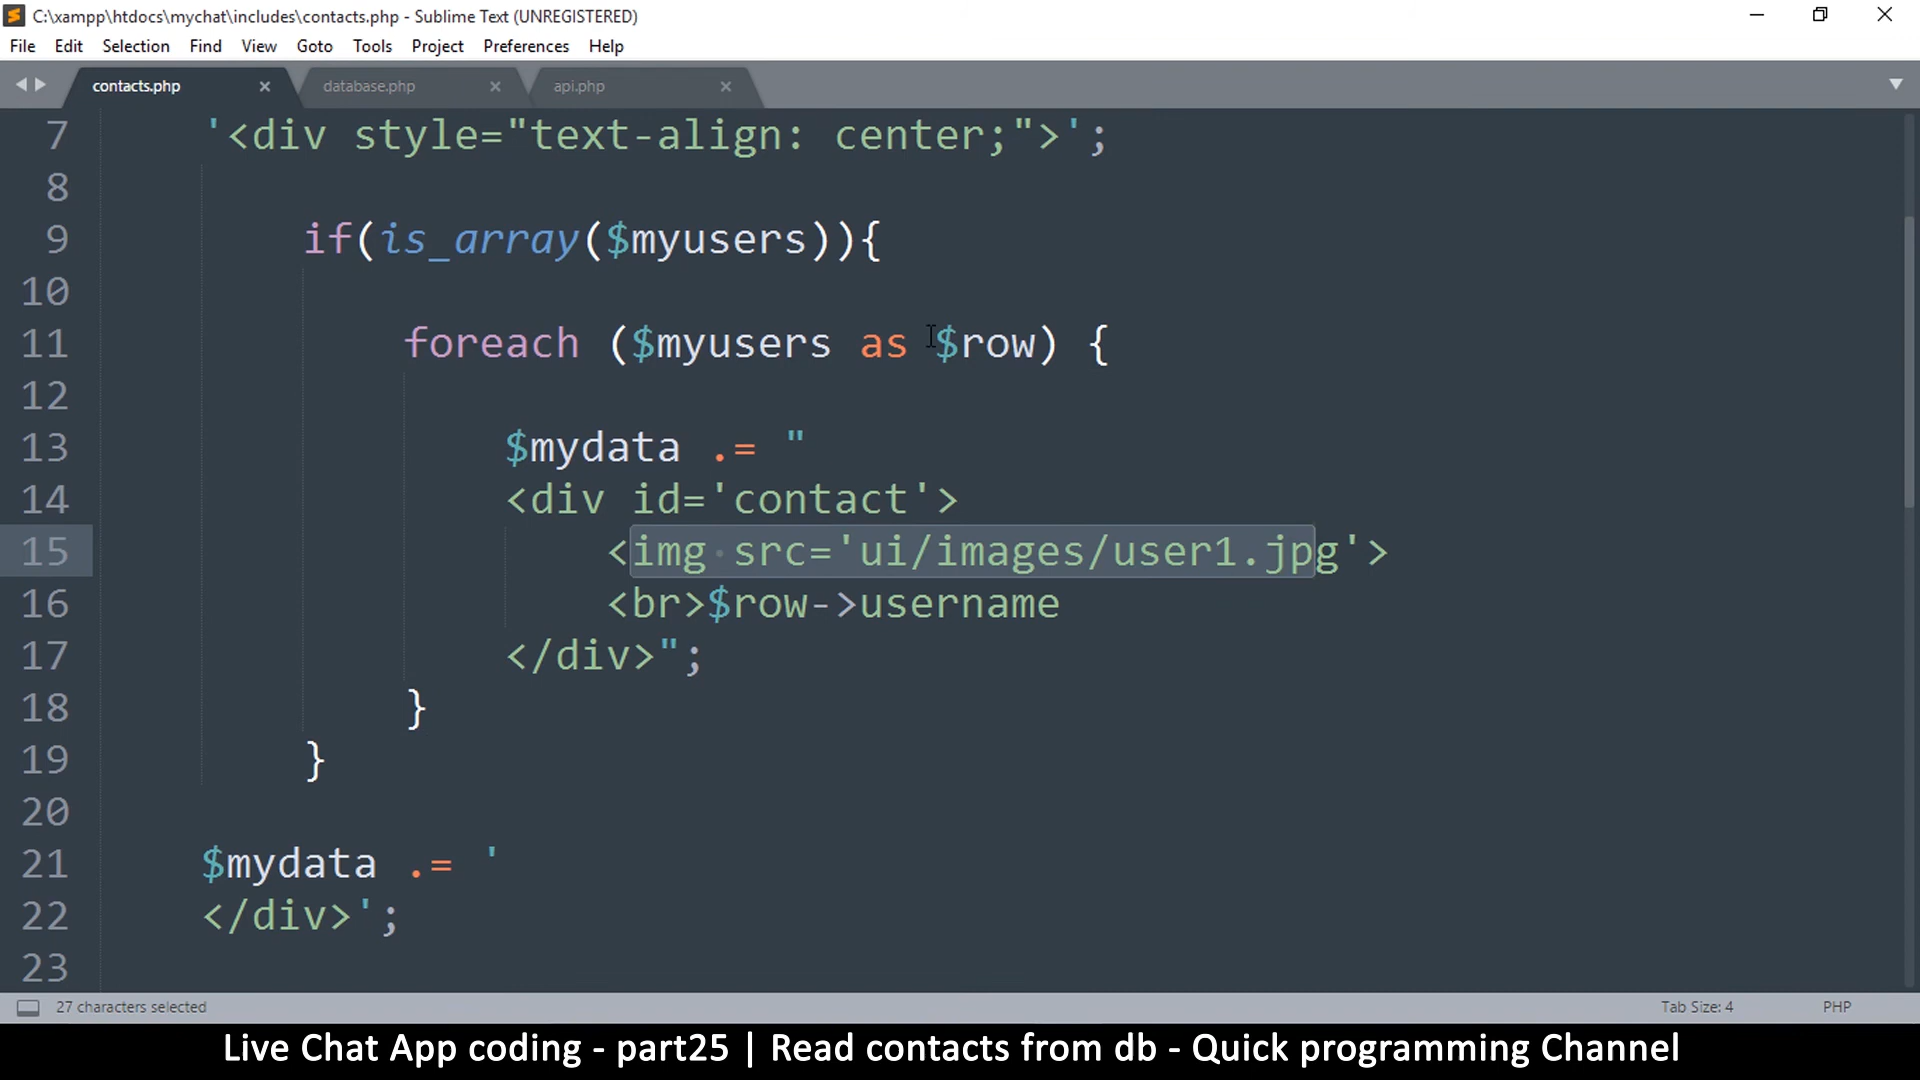 C:\xampp\htdocs\mychat\includes\contacts.php - Sublime Text (UNREGISTERED)
File Edit Selection Find View Goto Tools Project Preferences Help
contacts.php database.php api.php
7 '<div style="text-align: center;">';
8
9 if(is_array($myusers)){
10
11 foreach ($myusers as $row) {
12
13 $mydata .= "
14 <div id='contact'>
15 <img src='ui/images/user1.jpg'>
16 <br>$row->username
17 </div>";
18 }
19 }
20
21 $mydata .= '
22 </div>';
23
27 characters selected Tab Size: 4 PHP
Live Chat App coding - part25 | Read contacts from db - Quick programming Channel